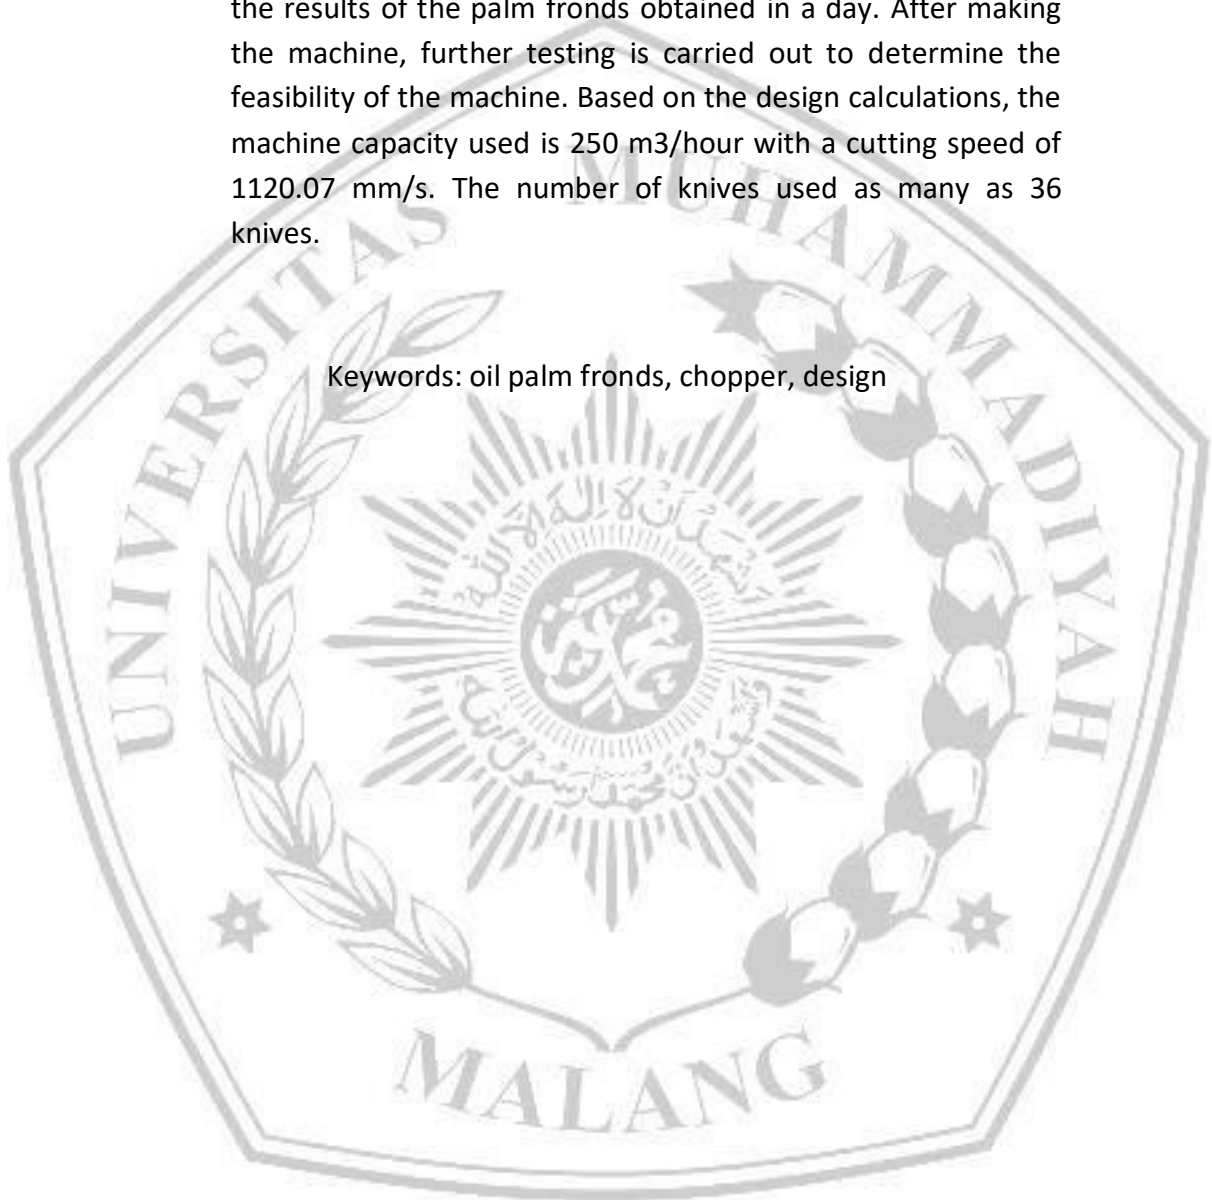 the results of the palm fronds obtained in a day. After making
the machine, further testing is carried out to determine the
feasibility of the machine. Based on the design calculations, the
machine capacity used is 250 m3/hour with a cutting speed of
1120.07 mm/s. The number of knives used as many as 36
knives.
Keywords: oil palm fronds, chopper, design
UNIVERSITAS MUHAMMADIYAH
MALANG